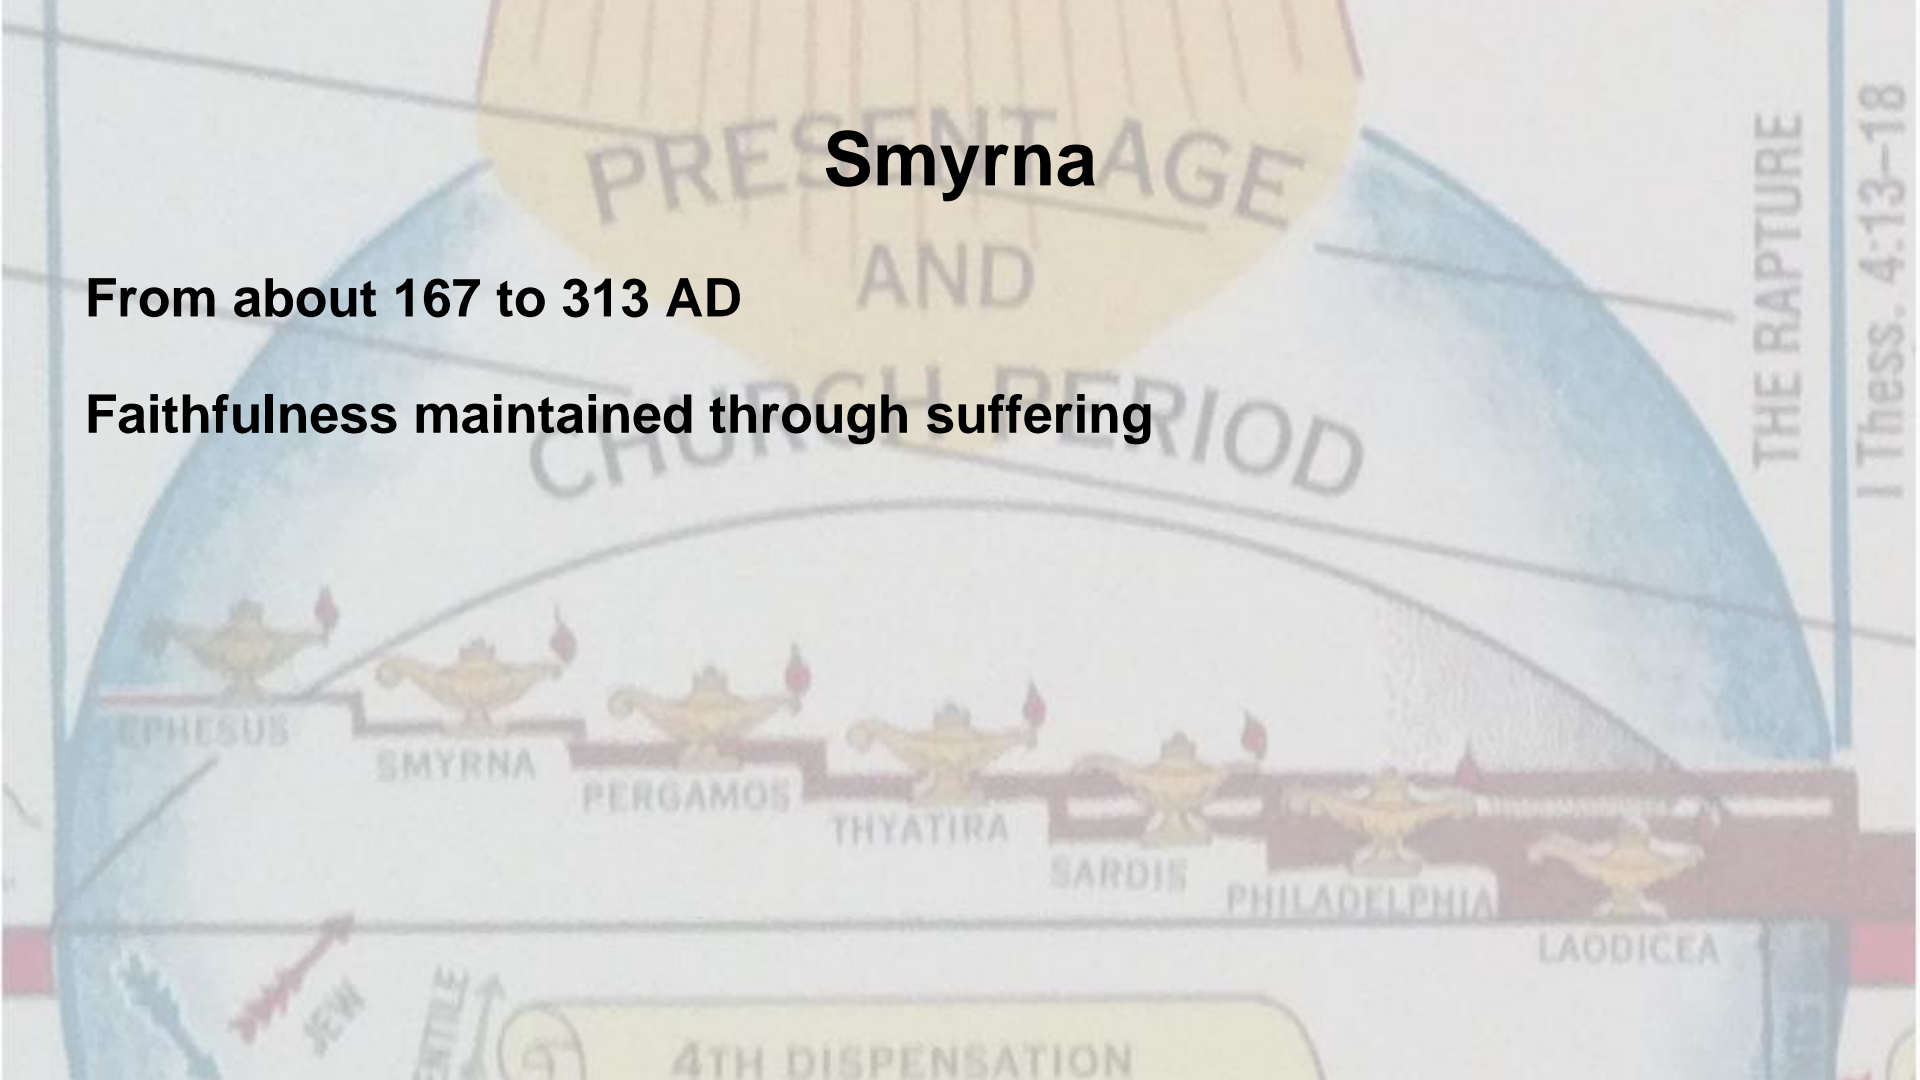 Smyrna
From about 167 to 313 AD
Faithfulness maintained through suffering
PRESENT AGE
AND
CHURCH PERIOD
THE RAPTURE
I Thess. 4:13–18
EPHESUS
SMYRNA
PERGAMOS
THYATIRA
SARDIS
PHILADELPHIA
LAODICEA
JEW
4TH DISPENSATION